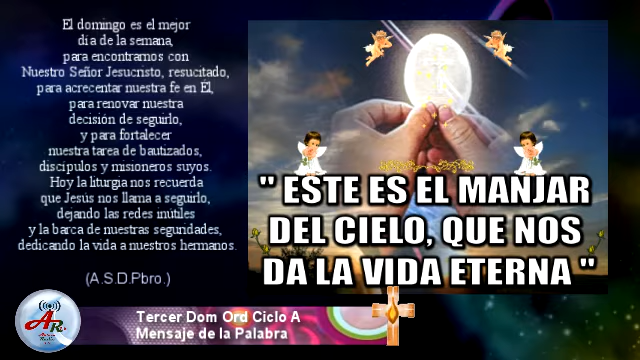 El domingo es el mejor
día de la semana,
para encontrarnos con
Nuestro Señor Jesucristo, resucitado,
para acrecentar nuestra fe en Él,
para renovar nuestra
decisión de seguirlo,
y para fortalecer
nuestra tarea de bautizados,
discípulos y misioneros suyos.
Hoy la liturgia nos recuerda
que Jesús nos llama a seguirlo,
dejando las redes inútiles
y la barca de nuestras seguridades,
dedicando la vida a nuestros hermanos.
(A.S.D.Pbro.)
" ESTE ES EL MANJAR
DEL CIELO, QUE NOS
DA LA VIDA ETERNA "
Tercer Dom Ord Ciclo A
Mensaje de la Palabra